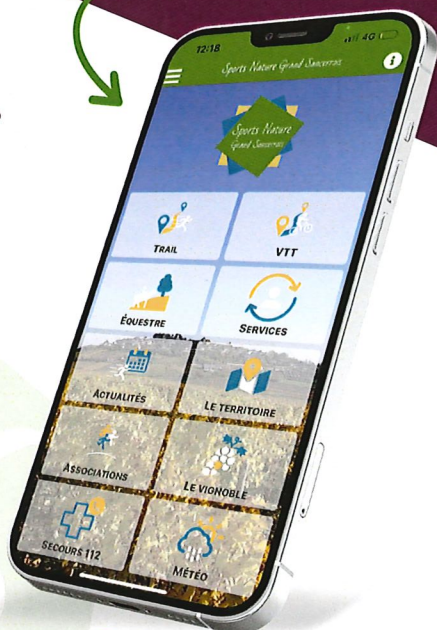 12:18
4G
Sports Nature Grand Sancerrois
i
Sports Nature
Grand Sancerrois
TRAIL
VTT
ÉQUESTRE
SERVICES
ACTUALITÉS
LE TERRITOIRE
ASSOCIATIONS
LE VIGNOBLE
SECOURS 112
MÉTÉO